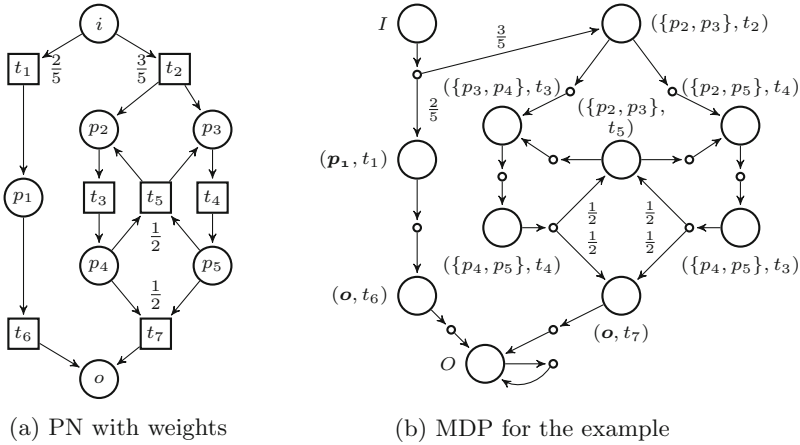 i
t₁
2/5
3/5
t₂
p₂
p₃
p₁
t₃
t₅
t₄
1/2
p₄
p₅
1/2
t₆
t₇
o
(a) PN with weights
I
({p₂, p₃}, t₂)
3/5
({p₃, p₄}, t₃)
({p₂, p₃},
t₅)
({p₂, p₅}, t₄)
2/5
(p₁, t₁)
1/2
1/2
1/2
1/2
({p₄, p₅}, t₄)
({p₄, p₅}, t₃)
(o, t₆)
(o, t₇)
O
(b) MDP for the example